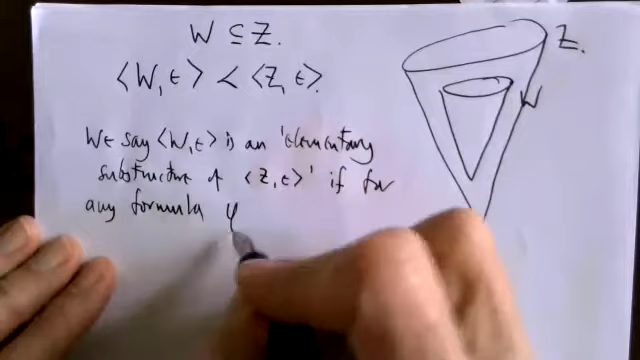 W ⊆ Z.
⟨W, ∈⟩ < ⟨Z, ∈⟩.
We say ⟨W, ∈⟩ is an 'elementary
substructure of ⟨Z, ∈⟩' if for
any formula φ
Z.
W